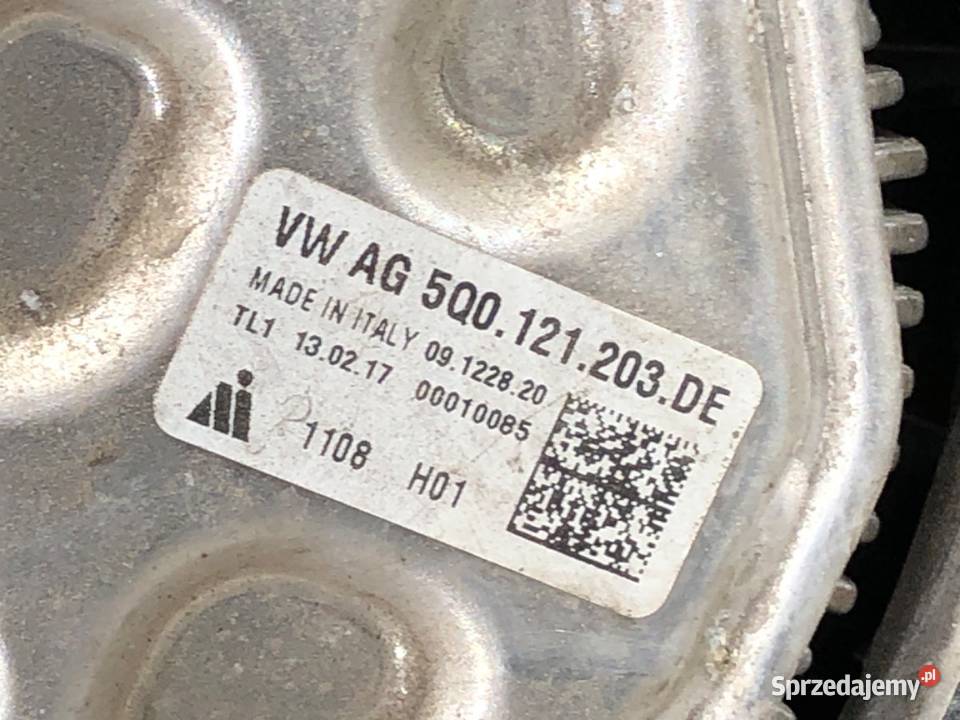 VW AG 5Q0.121.203.DE
MADE IN ITALY 09.1228.20
TL1 13.02.17 00010085
1108 H01
Sprzedajemy.pl